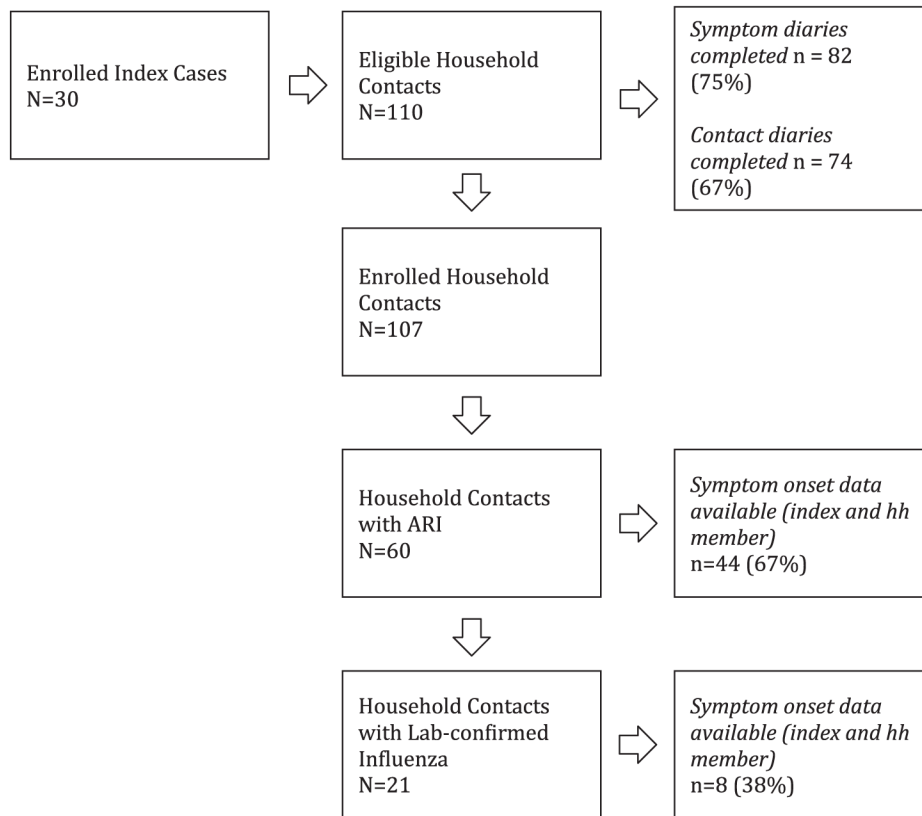 Enrolled Index Cases
N=30
Eligible Household
Contacts
N=110
Symptom diaries
completed n = 82
(75%)
Contact diaries
completed n = 74
(67%)
Enrolled Household
Contacts
N=107
Household Contacts
with ARI
N=60
Symptom onset data
available (index and hh
member)
n=44 (67%)
Household Contacts
with Lab-confirmed
Influenza
N=21
Symptom onset data
available (index and hh
member)
n=8 (38%)